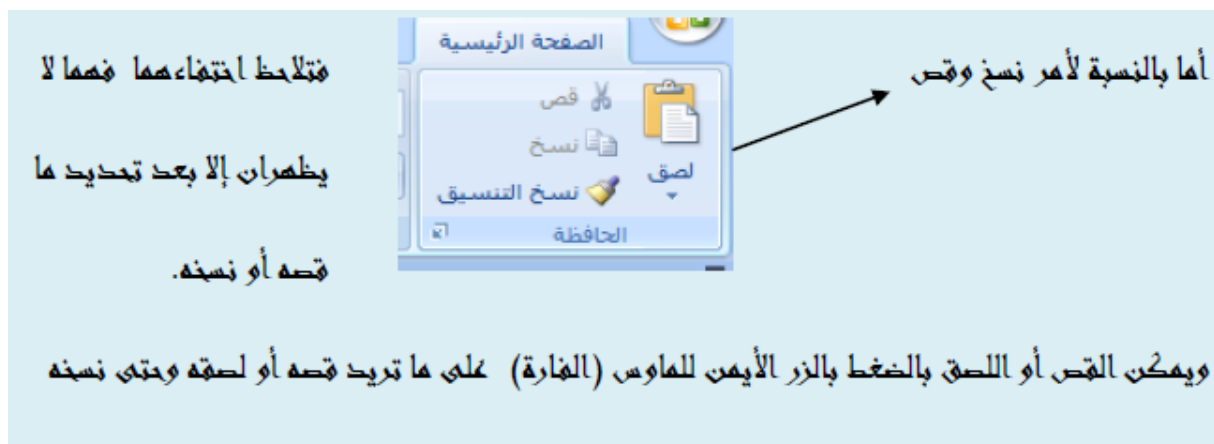 أما بالنسبة لأمر نسخ وقص
الصفحة الرئيسية
قص
نسخ
نسخ التنسيق
لصق
الحافظة
فتلاحظ اختفاءهما فهما لا
يظهران إلا بعد تحديد ما
قصه أو نسخه.
ويمكن القص أو اللصق بالضغط بالزر الأيمن للماوس (الفارة) على ما تريد قصه أو لصقه وحتى نسخه